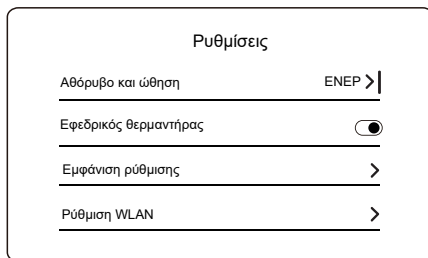 Ρυθμίσεις
Αθόρυβο και ώθηση ΕΝΕΡ
Εφεδρικός θερμαντήρας
Εμφάνιση ρύθμισης
Ρύθμιση WLAN